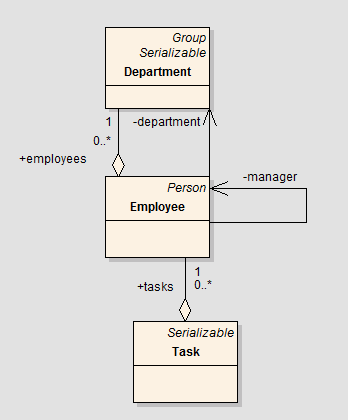 Group
Serializable
Department
1
-department
0..*
+employees
Person
-manager
Employee
1
+tasks
0..*
Serializable
Task